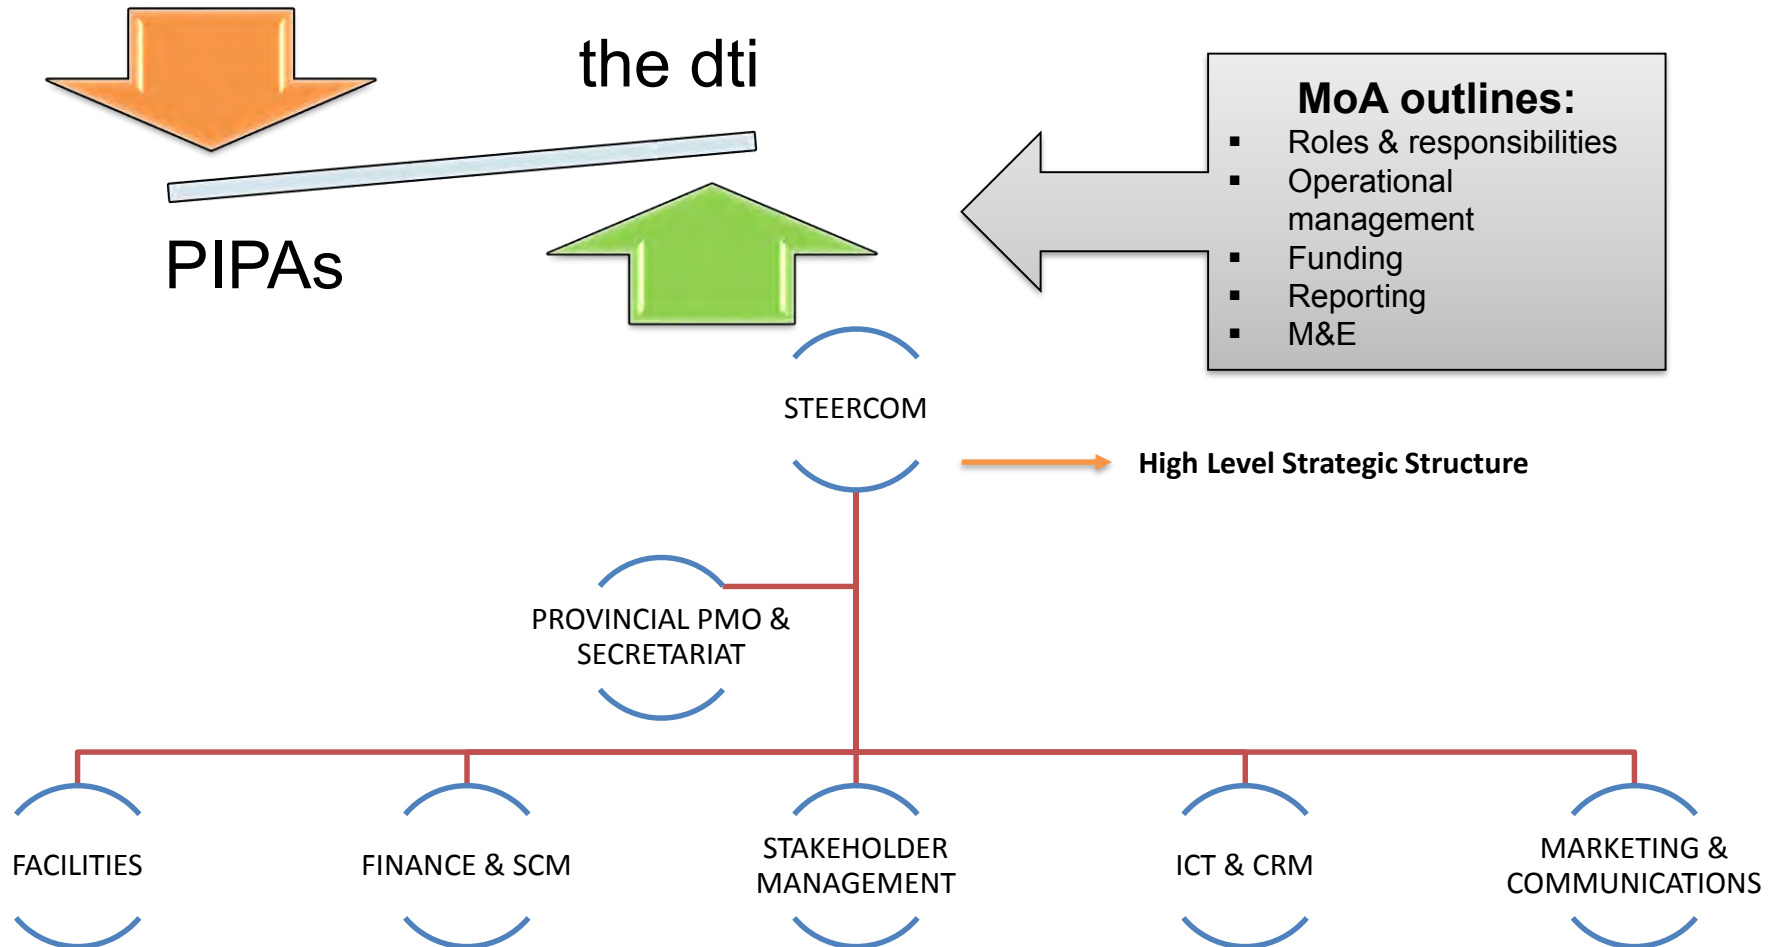 the dti
PIPAs
MoA outlines:
▪ Roles & responsibilities
▪ Operational
management
▪ Funding
▪ Reporting
▪ M&E
STEERCOM
High Level Strategic Structure
PROVINCIAL PMO &
SECRETARIAT
FACILITIES
FINANCE & SCM
STAKEHOLDER
MANAGEMENT
ICT & CRM
MARKETING &
COMMUNICATIONS